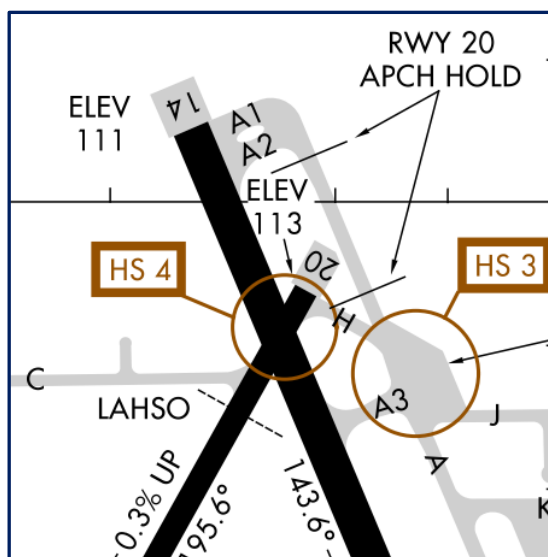 RWY 20
APCH HOLD
14
ELEV
111
A1
A2
ELEV
113
20
HS 4
HS 3
H
C
LAHSO
A3
J
A
0.3% UP
195.6°
143.6°
K